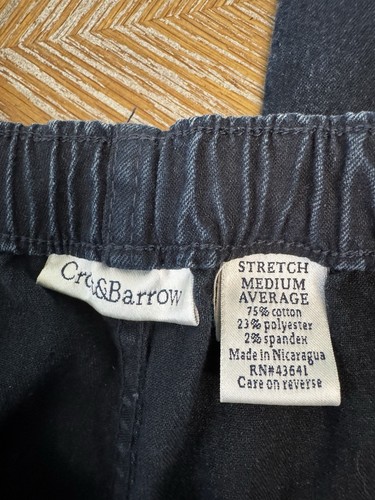 Croft&Barrow
STRETCH
MEDIUM
AVERAGE
75% cotton
23% polyester
2% spandex
Made in Nicaragua
RN#43641
Care on reverse